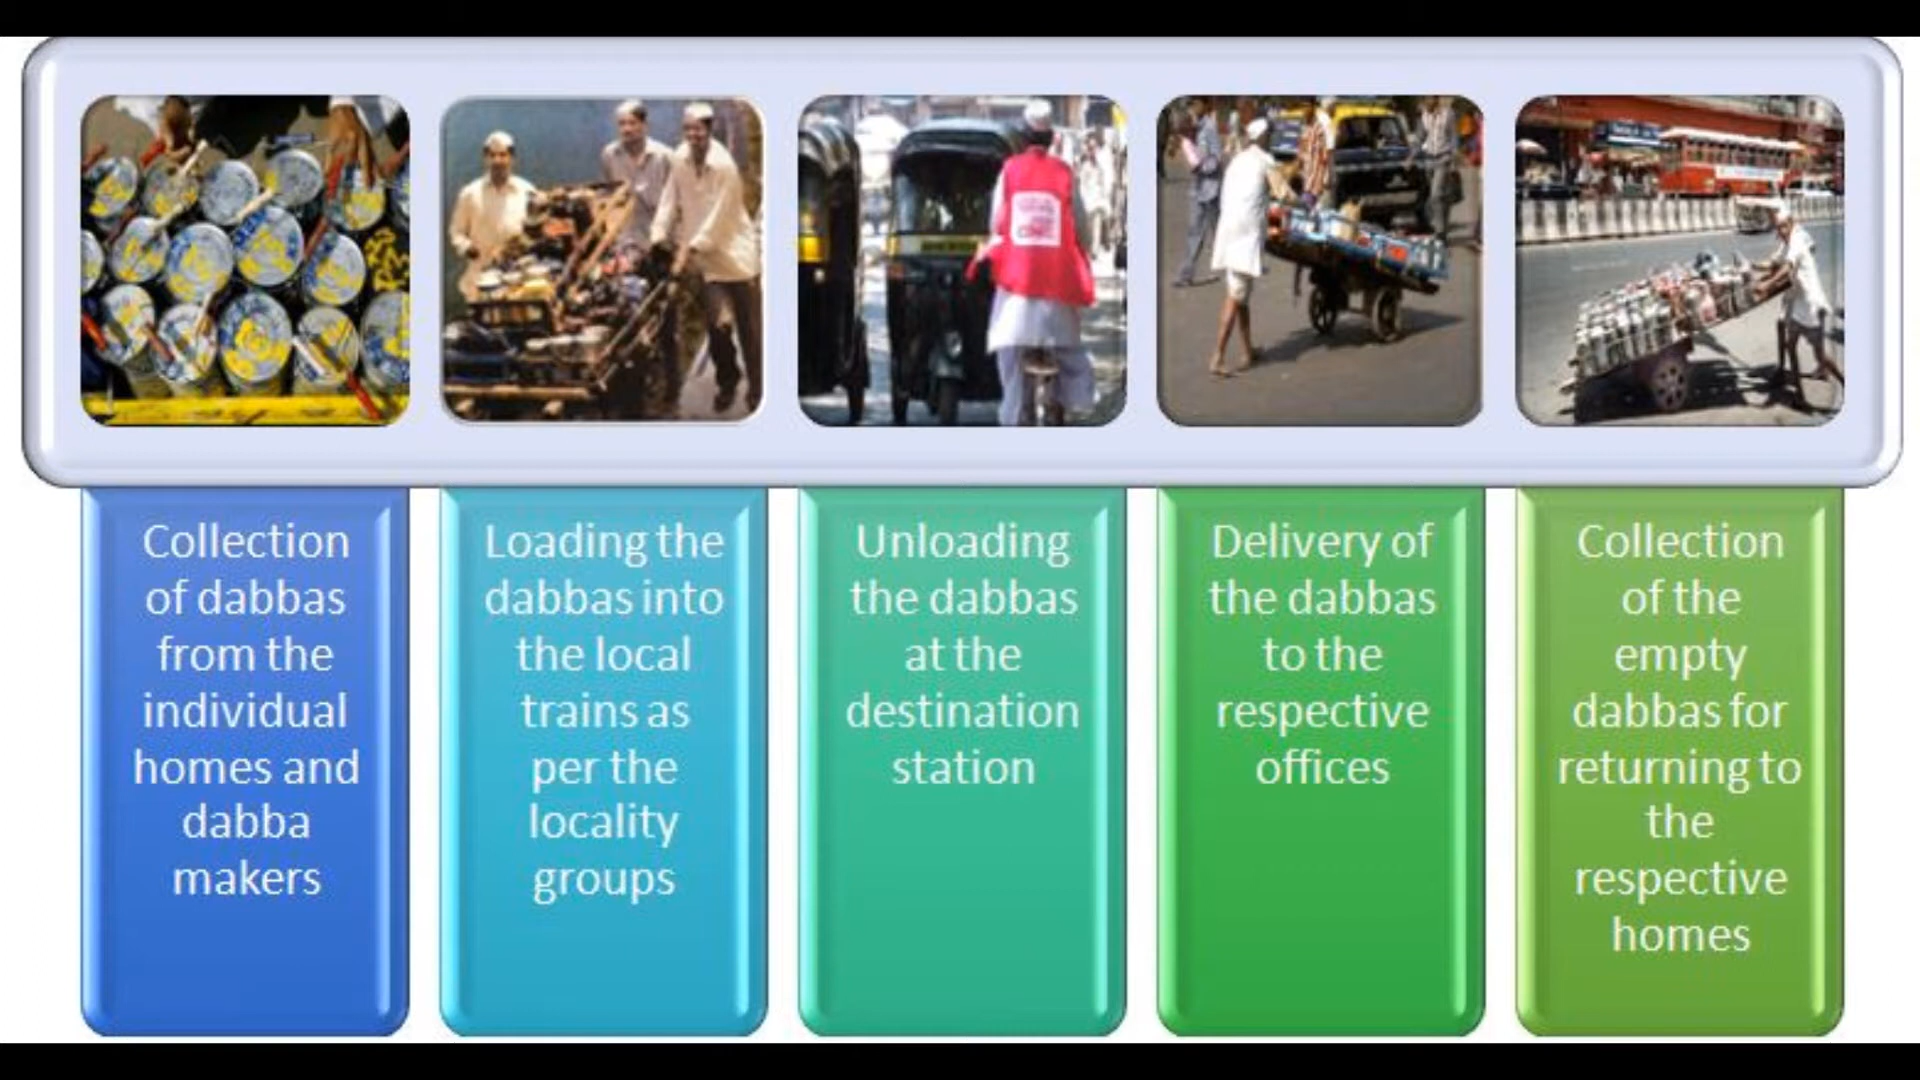 Collection
of dabbas
from the
individual
homes and
dabba
makers
Loading the
dabbas into
the local
trains as
per the
locality
groups
Unloading
the dabbas
at the
destination
station
Delivery of
the dabbas
to the
respective
offices
Collection
of the
empty
dabbas for
returning to
the
respective
homes